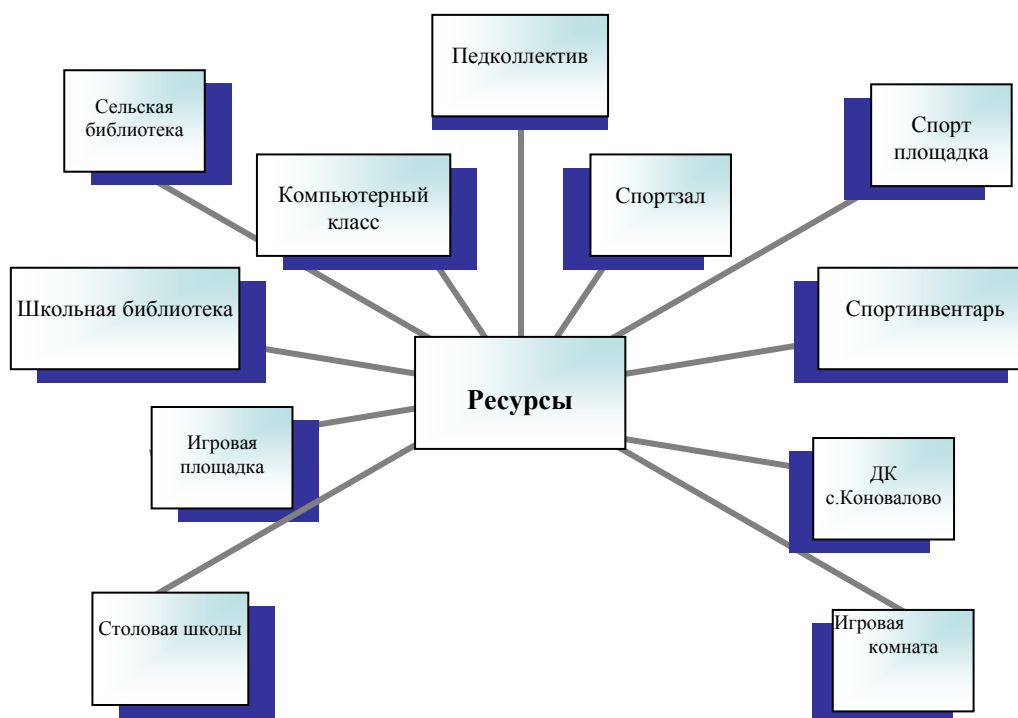 Педколлектив
Сельская
библиотека
Спорт
площадка
Компьютерный
класс
Спортзал
Школьная библиотека
Спортинвентарь
Ресурсы
Игровая
площадка
ДК
с.Коновалово
Столовая школы
Игровая
комната